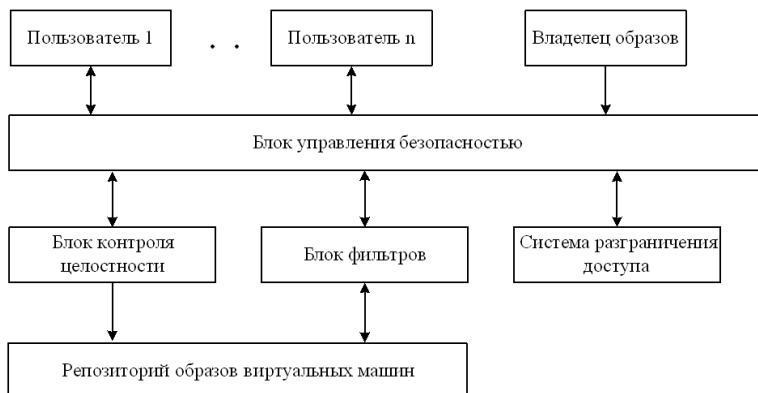 Пользователь 1
. .
Пользователь n
Владелец образов
Блок управления безопасностью
Блок контроля
целостности
Блок фильтров
Система разграничения
доступа
Репозиторий образов виртуальных машин